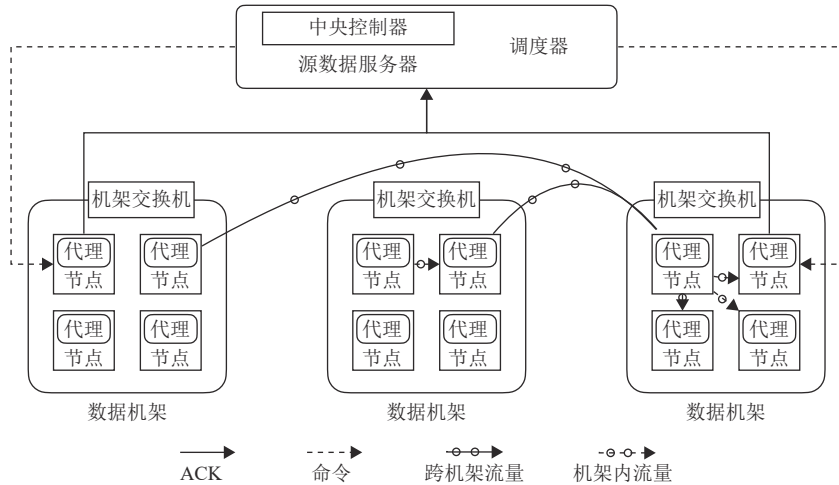 中央控制器
调度器
源数据服务器
机架交换机
机架交换机
机架交换机
代理
节点
代理
节点
代理
节点
代理
节点
代理
节点
代理
节点
代理
节点
代理
节点
代理
节点
代理
节点
代理
节点
代理
节点
数据机架
数据机架
数据机架
ACK
命令
跨机架流量
机架内流量